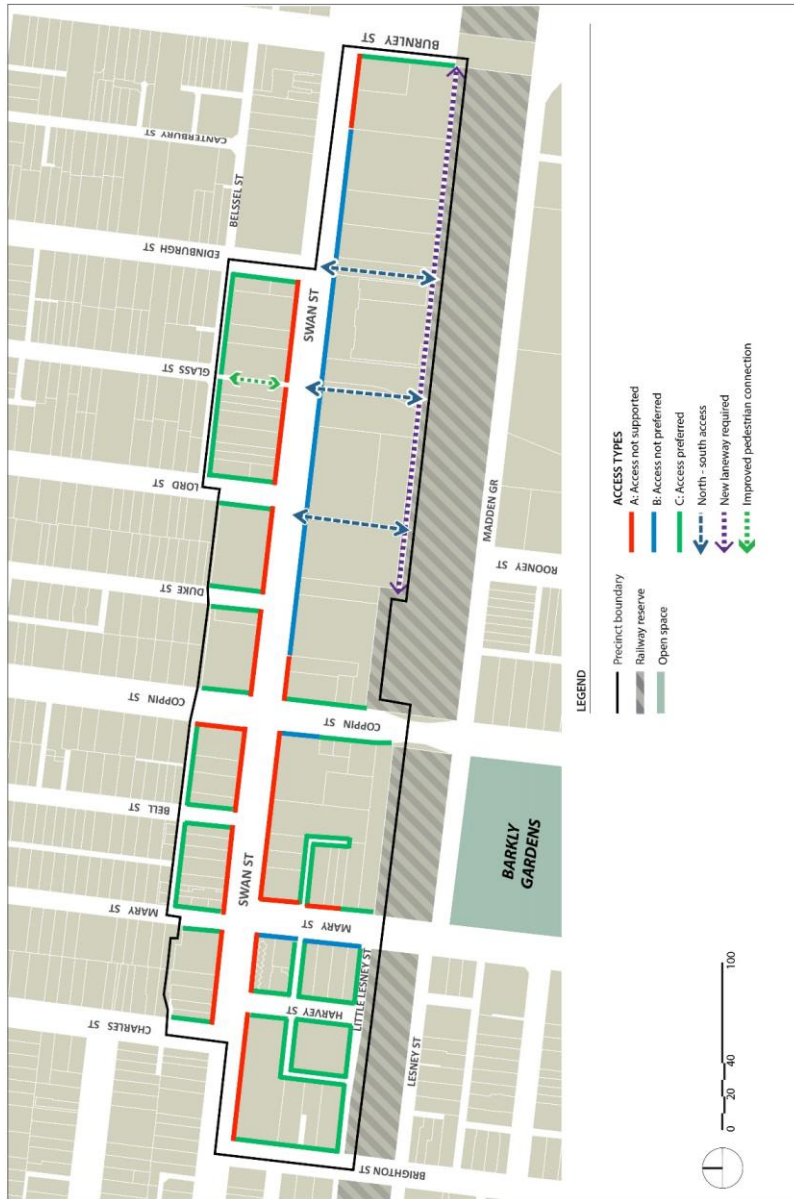 BURNLEY ST
CANTERBURY ST
BELSSEL ST
EDINBURGH ST
SWAN ST
GLASS ST
LORD ST
MADDEN GR
DUKE ST
ROONEY ST
COPPIN ST
COPPIN ST
BELL ST
SWAN ST
MARY ST
MARY ST
BARKLY
GARDENS
LITTLE LESNEY ST
HARVEY ST
CHARLES ST
LESNEY ST
BRIGHTON ST
LEGEND
Precinct boundary
Railway reserve
Open space
ACCESS TYPES
A: Access not supported
B: Access not preferred
C: Access preferred
North - south access
New laneway required
Improved pedestrian connection
0 20 40 100